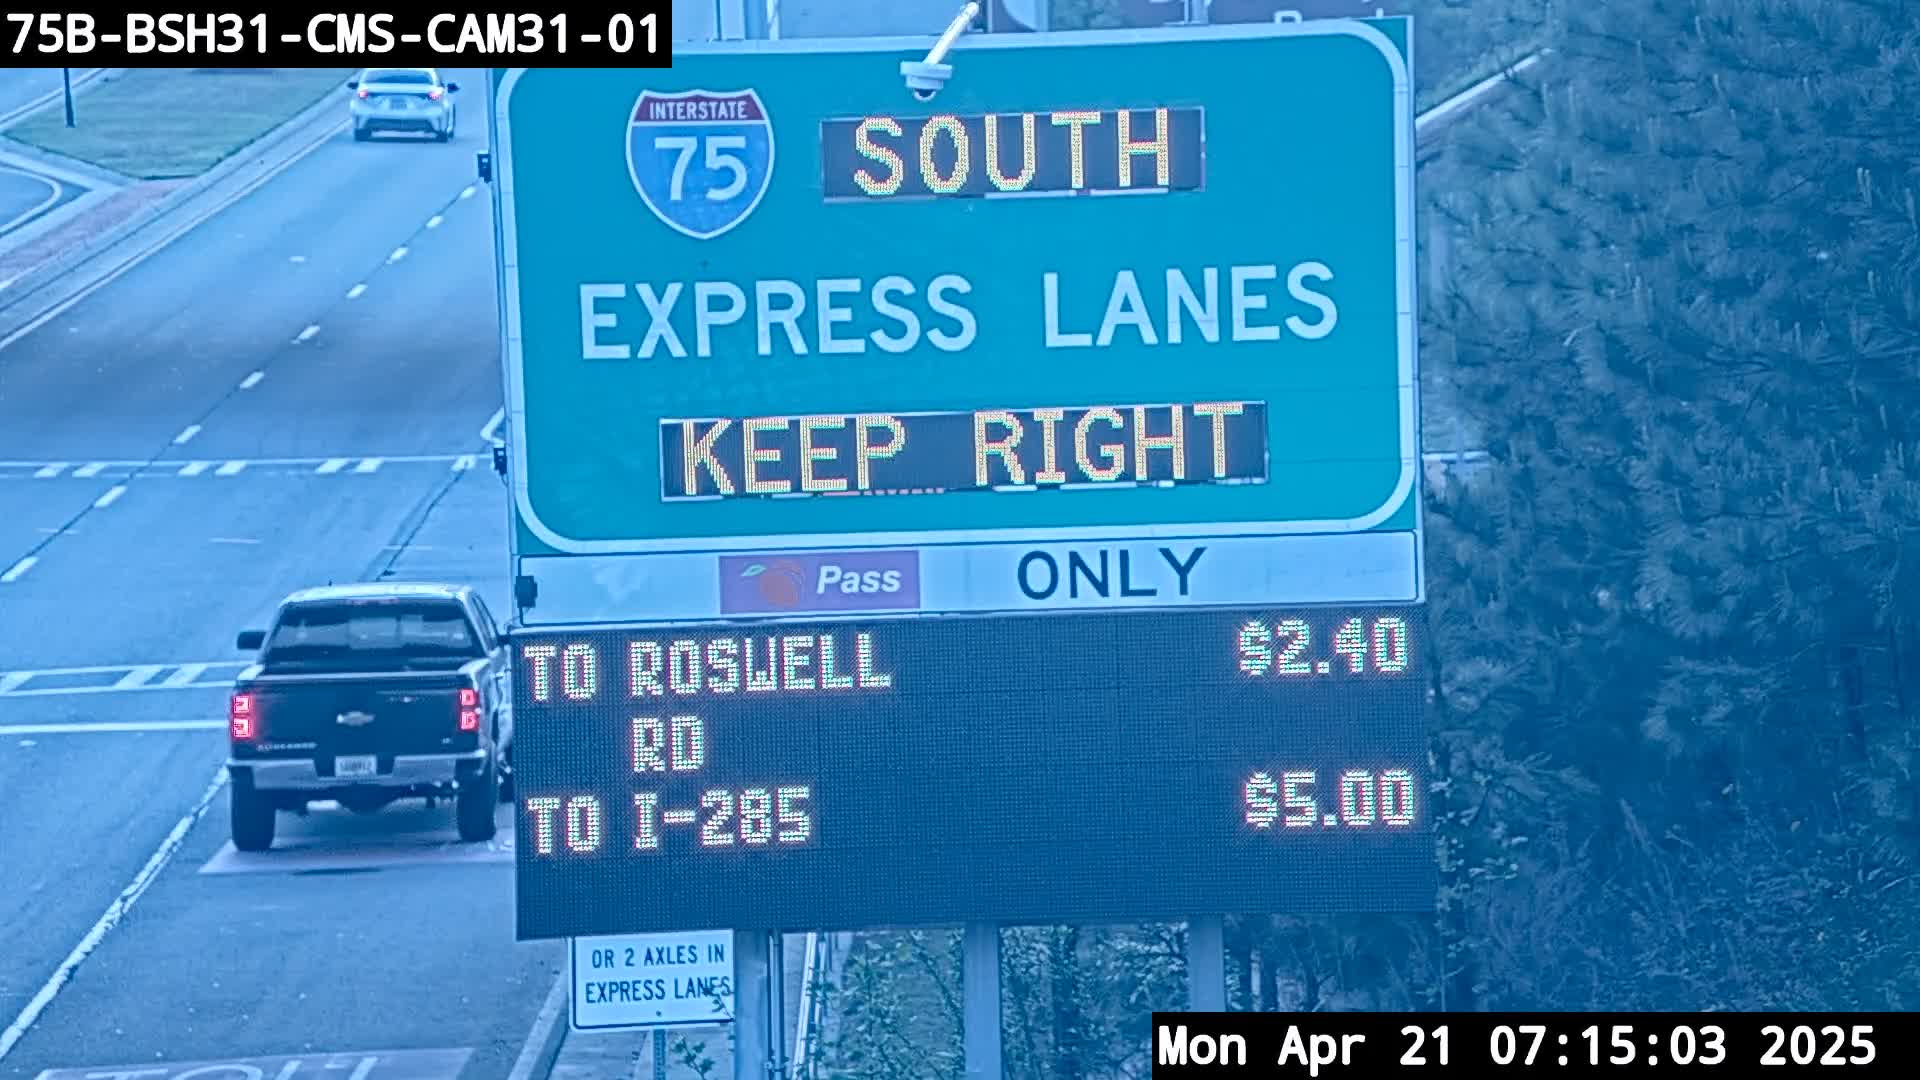 75B-BSH31-CMS-CAM31-01
INTERSTATE
75
SOUTH
EXPRESS LANES
KEEP RIGHT
Pass ONLY
TO ROSWELL $2.40
RD
TO I-285 $5.00
OR 2 AXLES IN
EXPRESS LANES
Mon Apr 21 07:15:03 2025